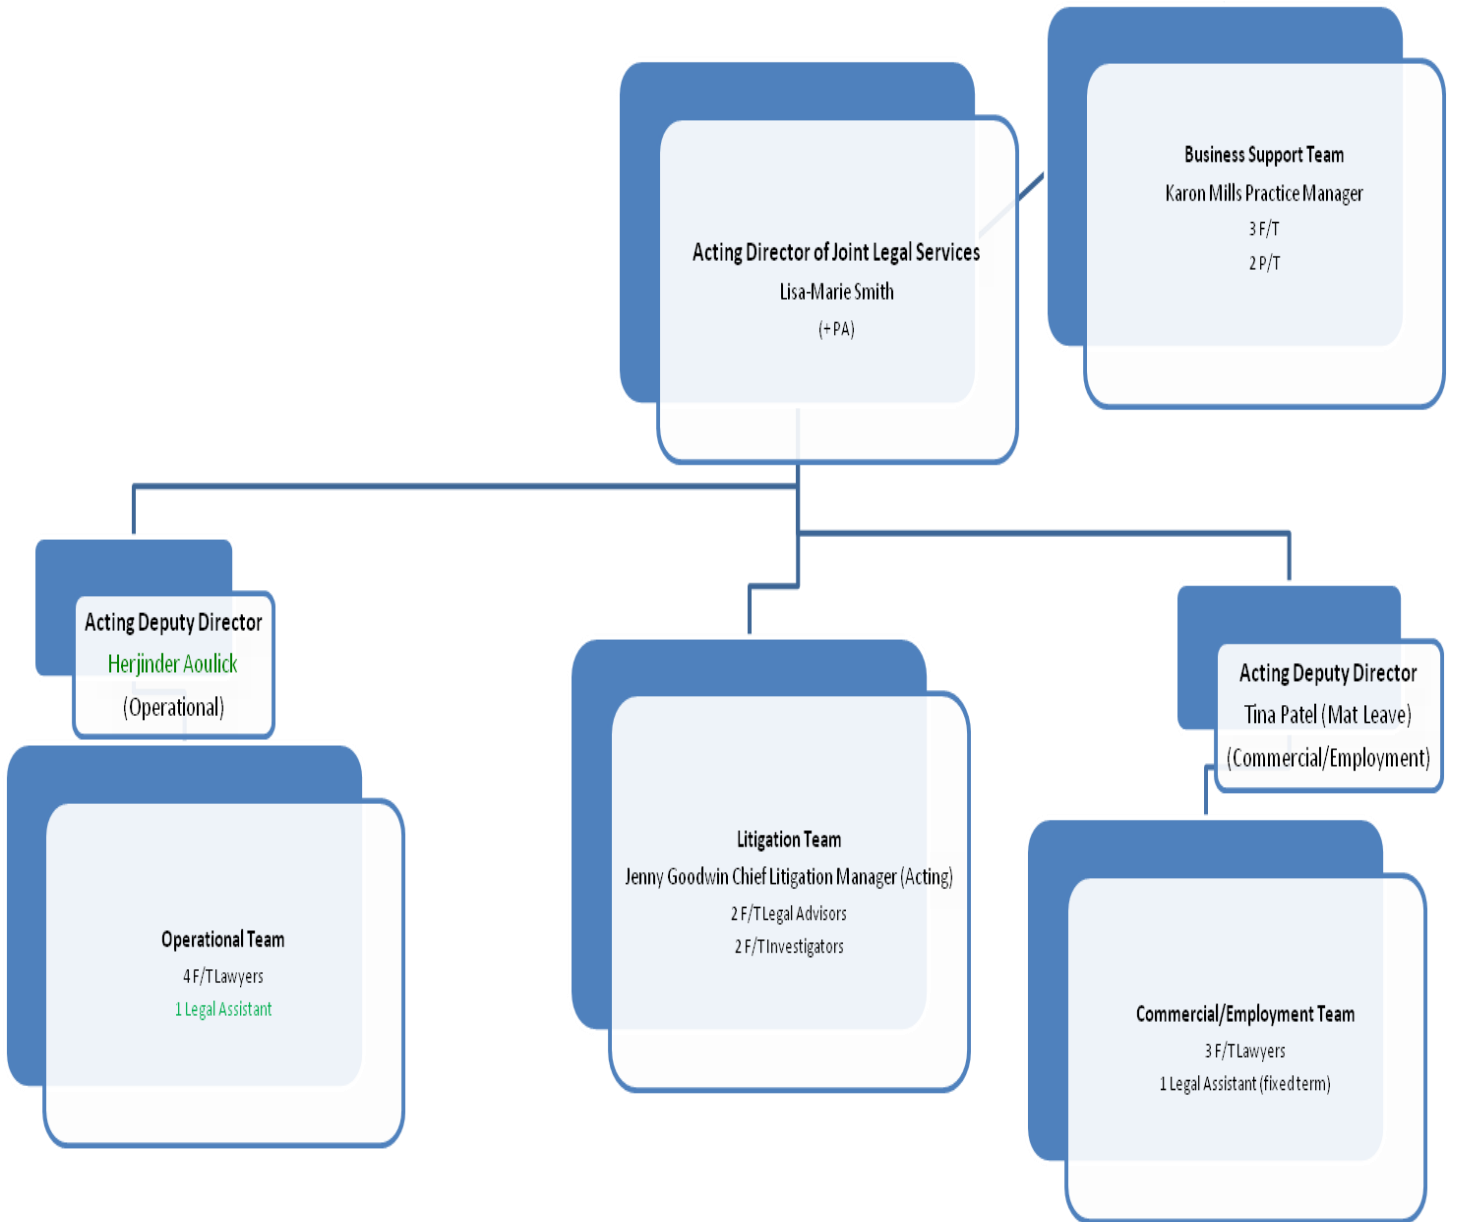 Business Support Team
Karon Mills Practice Manager
3 F/T
2 P/T
Acting Director of Joint Legal Services
Lisa-Marie Smith
(+ PA)
Acting Deputy Director
Herjinder Aoulick
(Operational)
Acting Deputy Director
Tina Patel (Mat Leave)
(Commercial/Employment)
Operational Team
4 F/T Lawyers
1 Legal Assistant
Litigation Team
Jenny Goodwin Chief Litigation Manager (Acting)
2 F/T Legal Advisors
2 F/T Investigators
Commercial/Employment Team
3 F/T Lawyers
1 Legal Assistant (fixed term)